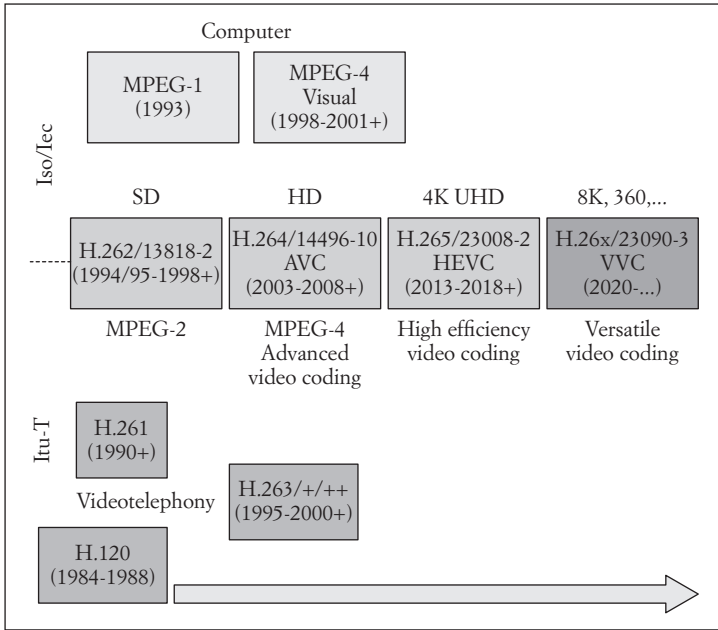 Computer
MPEG-1
(1993)
MPEG-4
Visual
(1998-2001+)
Iso/Iec
SD
HD
4K UHD
8K, 360,...
H.262/13818-2
(1994/95-1998+)
H.264/14496-10
AVC
(2003-2008+)
H.265/23008-2
HEVC
(2013-2018+)
H.26x/23090-3
VVC
(2020-...)
MPEG-2
MPEG-4
Advanced
video coding
High efficiency
video coding
Versatile
video coding
Itu-T
H.261
(1990+)
Videotelephony
H.263/+/++
(1995-2000+)
H.120
(1984-1988)